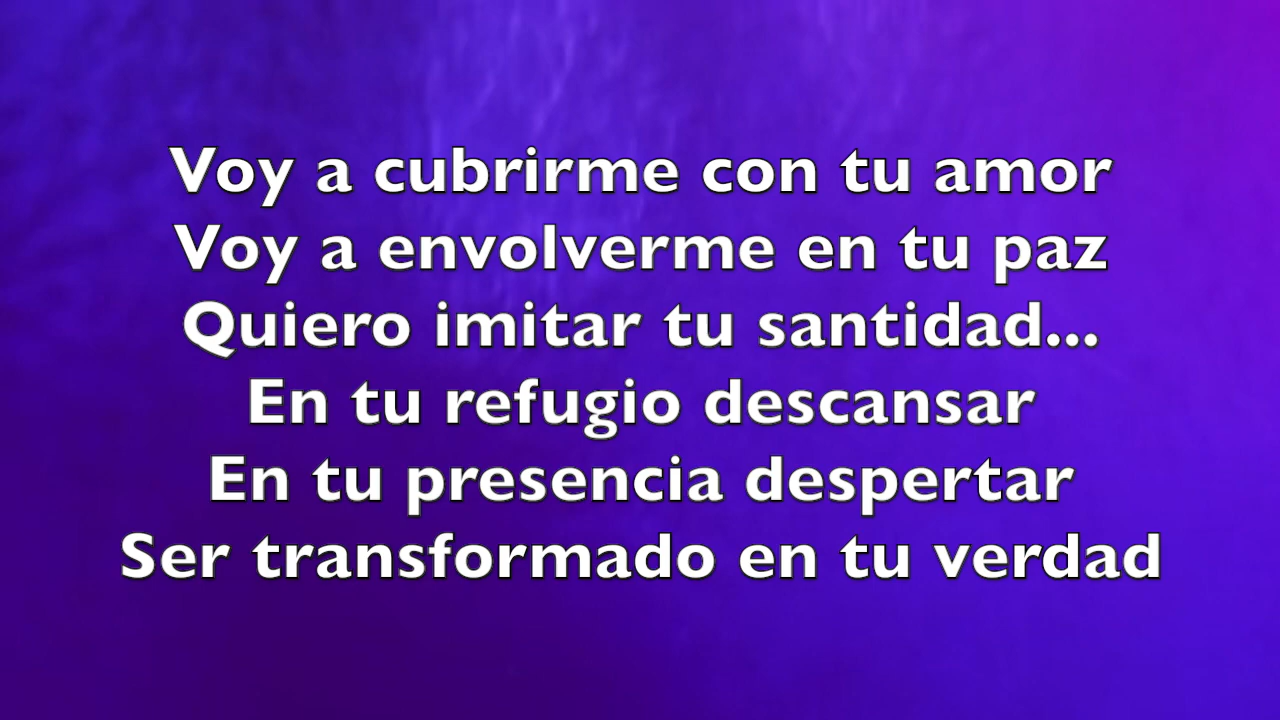 Voy a cubrirme con tu amor
Voy a envolverme en tu paz
Quiero imitar tu santidad...
En tu refugio descansar
En tu presencia despertar
Ser transformado en tu verdad